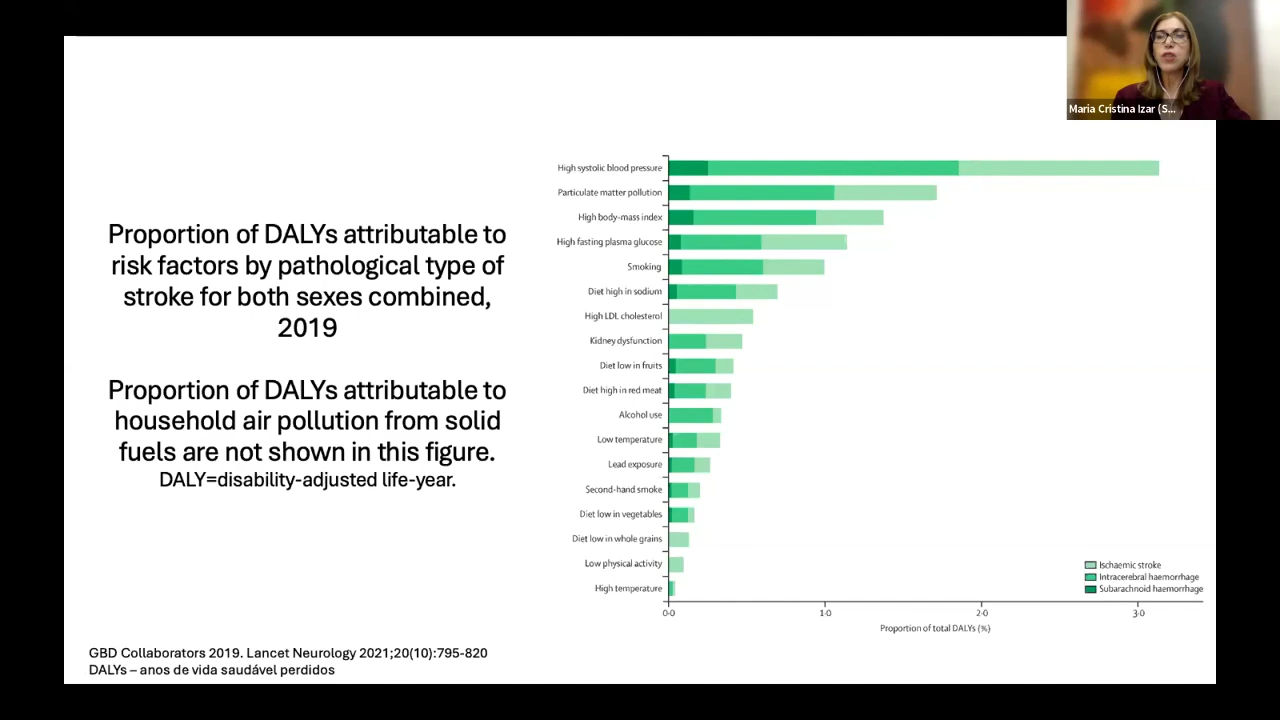 Maria Cristina Izar (S...
Proportion of DALYs attributable to
risk factors by pathological type of
stroke for both sexes combined,
2019
Proportion of DALYs attributable to
household air pollution from solid
fuels are not shown in this figure.
DALY=disability-adjusted life-year.
High systolic blood pressure
Particulate matter pollution
High body-mass index
High fasting plasma glucose
Smoking
Diet high in sodium
High LDL cholesterol
Kidney dysfunction
Diet low in fruits
Diet high in red meat
Alcohol use
Low temperature
Lead exposure
Second-hand smoke
Diet low in vegetables
Diet low in whole grains
Low physical activity
High temperature
Ischaemic stroke
Intracerebral haemorrhage
Subarachnoid haemorrhage
0·0 1·0 2·0 3·0
Proportion of total DALYs (%)
GBD Collaborators 2019. Lancet Neurology 2021;20(10):795-820
DALYs – anos de vida saudável perdidos